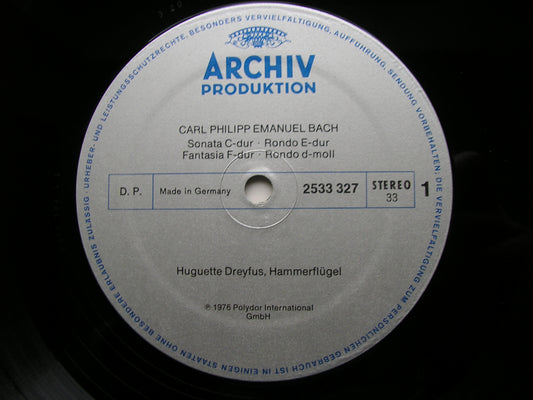 URHEBER- UND LEISTUNGSSCHUTZRECHTE, BESONDERS VERVIELFÄLTIGUNG, AUFFÜHRUNG, SENDUNG VORBEHALTEN: DIE VERVIELFÄLTIGUNG ZUM PERSÖNLICHEN GEBRAUCH IST IN EINIGEN STAATEN OHNE BESONDERE ERLAUBNIS ZULÄSSIG
ARCHIV
PRODUKTION
CARL PHILIPP EMANUEL BACH
Sonata C-dur · Rondo E-dur
Fantasia F-dur · Rondo d-moll
D. P. Made in Germany 2533 327 STEREO 33 1
Huguette Dreyfus, Hammerflügel
℗ 1976 Polydor International
GmbH